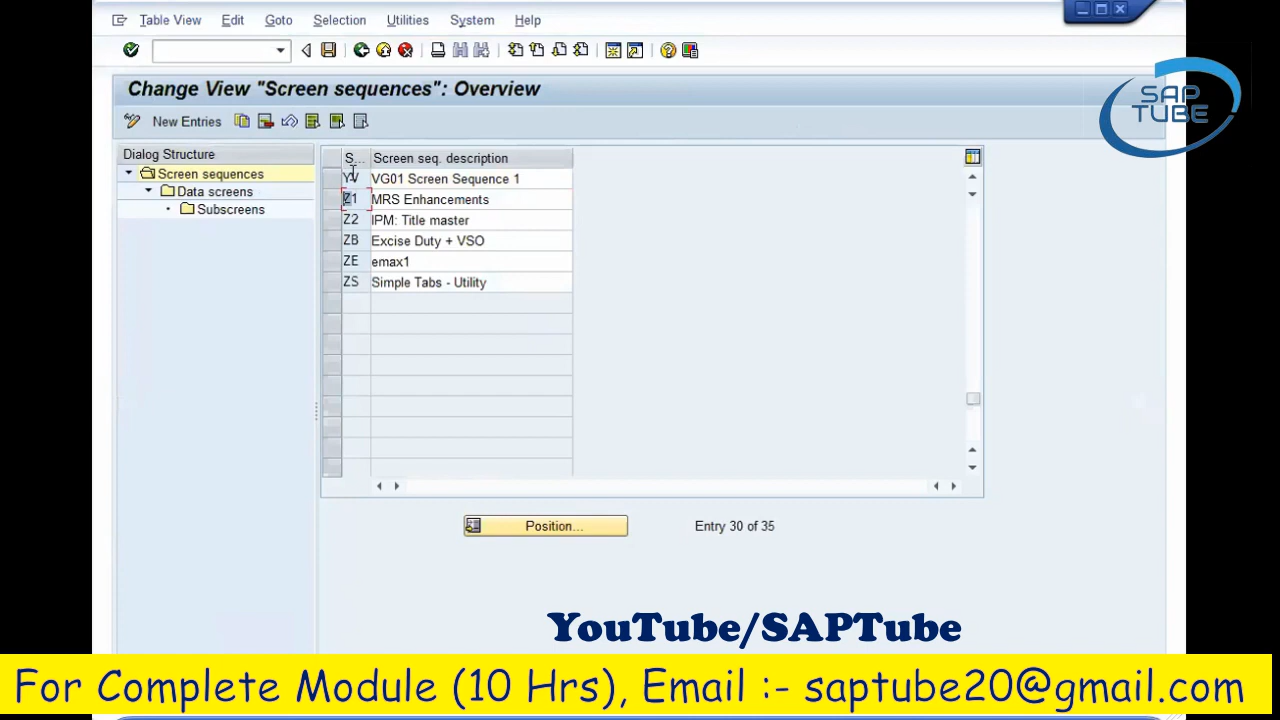 Table View Edit Goto Selection Utilities System Help
SAP
TUBE
Change View "Screen sequences": Overview
New Entries
Dialog Structure
Screen sequences
Data screens
Subscreens
S... Screen seq. description
YV VG01 Screen Sequence 1
Z1 MRS Enhancements
Z2 IPM: Title master
ZB Excise Duty + VSO
ZE emax1
ZS Simple Tabs - Utility
Position... Entry 30 of 35
YouTube/SAPTube
For Complete Module (10 Hrs), Email :- saptube20@gmail.com